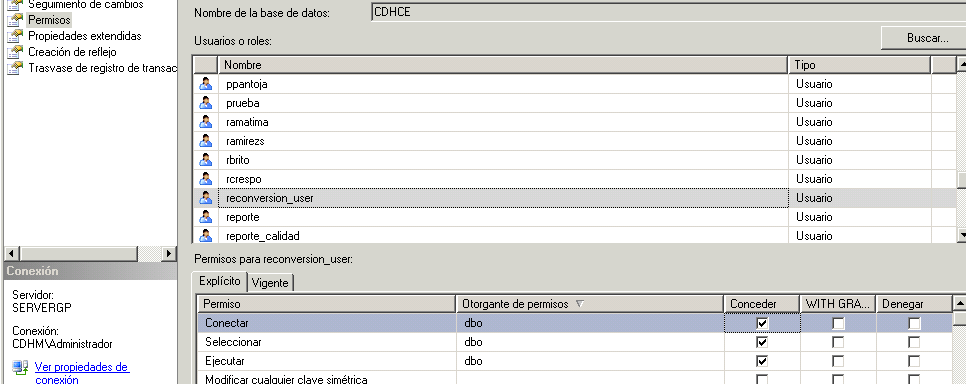 Seguimiento de cambios
Permisos
Propiedades extendidas
Creación de reflejo
Trasvase de registro de transac
Nombre de la base de datos:
CDHCE
Usuarios o roles:
Buscar...
Nombre
Tipo
ppantoja
Usuario
prueba
Usuario
ramatima
Usuario
ramirezs
Usuario
rbrito
Usuario
rcrespo
Usuario
reconversion_user
Usuario
reporte
Usuario
reporte_calidad
Usuario
Conexión
Servidor:
SERVERGP
Conexión:
CDHM\Administrador
Ver propiedades de
conexión
Permisos para reconversion_user:
Explícito
Vigente
Permiso
Otorgante de permisos
Conceder
WITH GRA...
Denegar
Conectar
dbo
Seleccionar
dbo
Ejecutar
dbo
Modificar cualquier clave simétrica